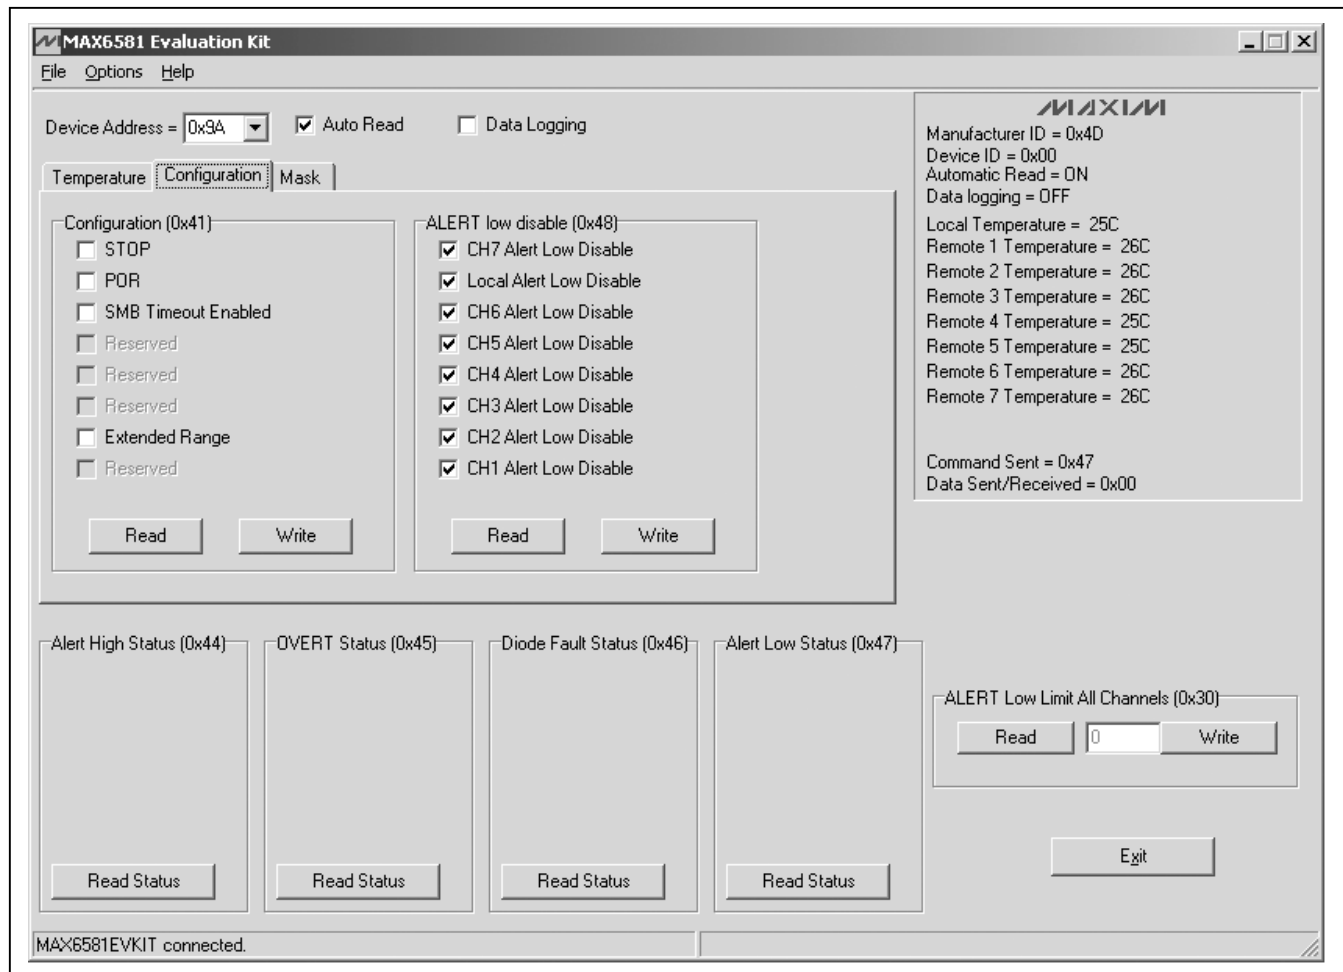 MAX6581 Evaluation Kit
File Options Help
Device Address = 0x9A Auto Read Data Logging
Temperature Configuration Mask
Configuration (0x41)
STOP
POR
SMB Timeout Enabled
Reserved
Reserved
Reserved
Extended Range
Reserved
Read Write
ALERT low disable (0x48)
CH7 Alert Low Disable
Local Alert Low Disable
CH6 Alert Low Disable
CH5 Alert Low Disable
CH4 Alert Low Disable
CH3 Alert Low Disable
CH2 Alert Low Disable
CH1 Alert Low Disable
Read Write
MAXIM
Manufacturer ID = 0x4D
Device ID = 0x00
Automatic Read = ON
Data logging = OFF
Local Temperature = 25C
Remote 1 Temperature = 26C
Remote 2 Temperature = 26C
Remote 3 Temperature = 26C
Remote 4 Temperature = 25C
Remote 5 Temperature = 25C
Remote 6 Temperature = 26C
Remote 7 Temperature = 26C
Command Sent = 0x47
Data Sent/Received = 0x00
Alert High Status (0x44)
Read Status
OVERT Status (0x45)
Read Status
Diode Fault Status (0x46)
Read Status
Alert Low Status (0x47)
Read Status
ALERT Low Limit All Channels (0x30)
Read 0 Write
Exit
MAX6581EVKIT connected.